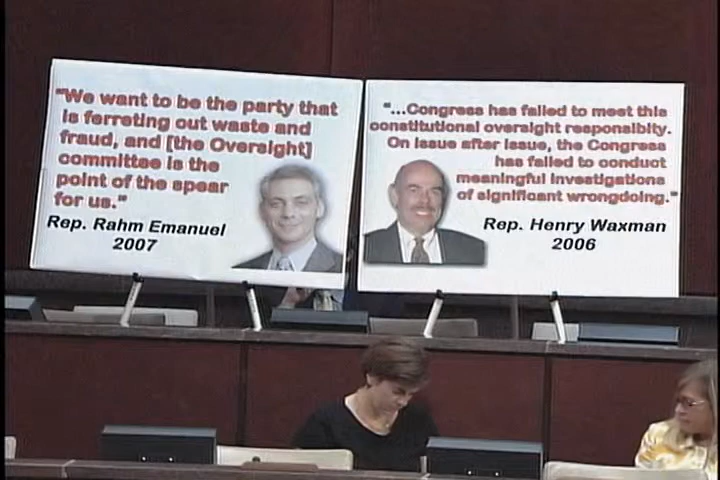 "We want to be the party that
is ferreting out waste and
fraud, and [the Oversight]
committee is the
point of the spear
for us."
Rep. Rahm Emanuel
2007
"...Congress has failed to meet this
constitutional oversight responsibity.
On issue after issue, the Congress
has failed to conduct
meaningful investigations
of significant wrongdoing."
Rep. Henry Waxman
2006